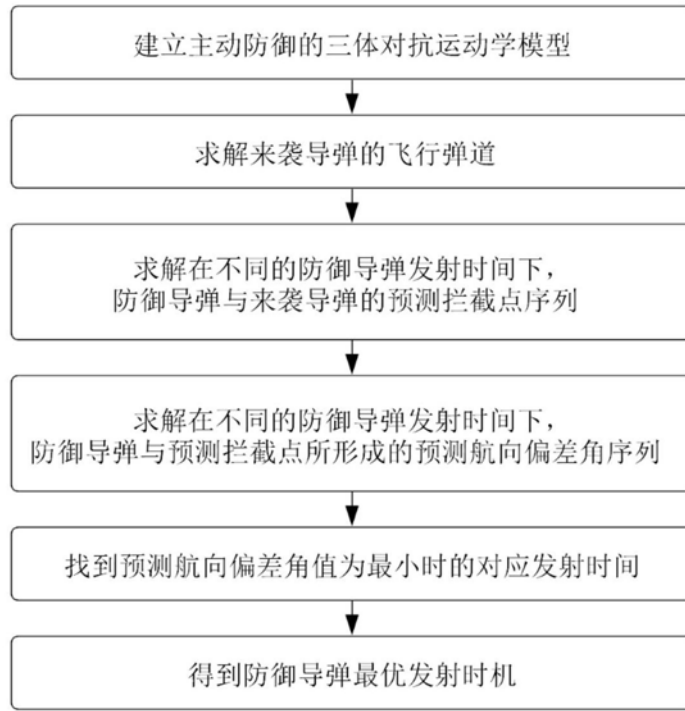 建立主动防御的三体对抗运动学模型
求解来袭导弹的飞行弹道
求解在不同的防御导弹发射时间下，
防御导弹与来袭导弹的预测拦截点序列
求解在不同的防御导弹发射时间下，
防御导弹与预测拦截点所形成的预测航向偏差角序列
找到预测航向偏差角值为最小时的对应发射时间
得到防御导弹最优发射时机